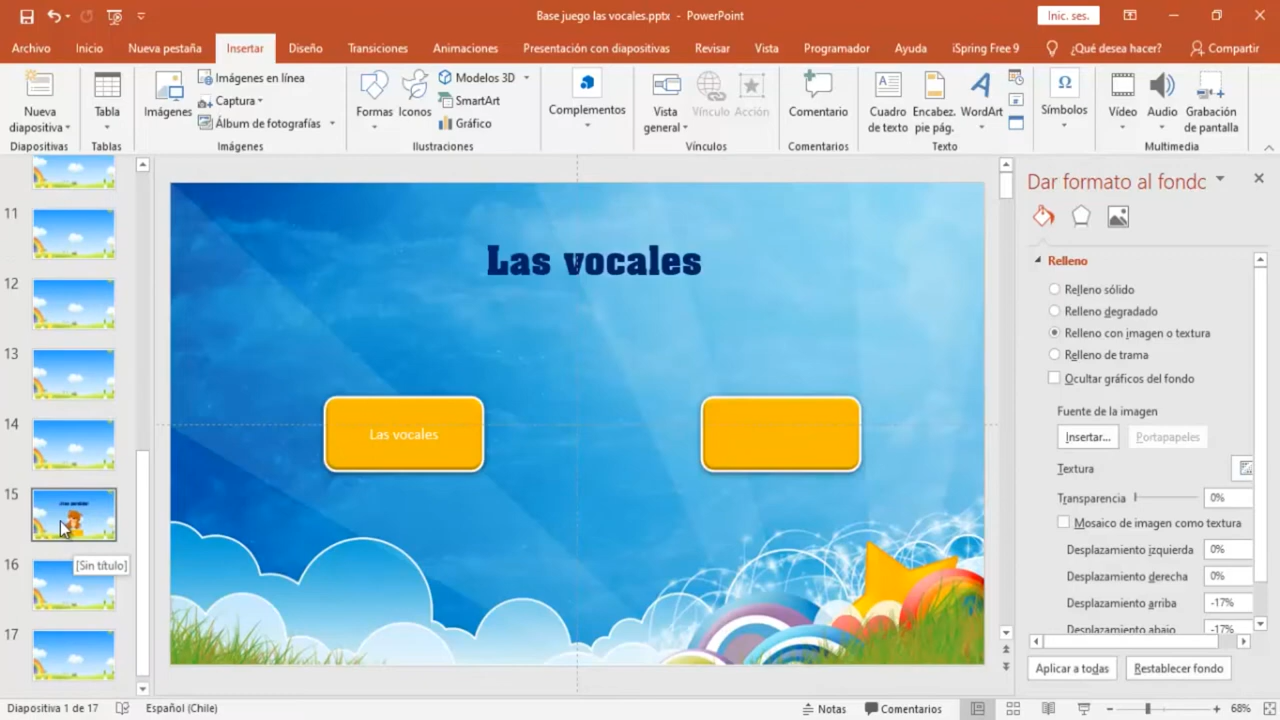 Base juego las vocales.pptx - PowerPoint
Inic. ses.
Archivo Inicio Nueva pestaña Insertar Diseño Transiciones Animaciones Presentación con diapositivas Revisar Vista Programador Ayuda iSpring Free 9 ¿Qué desea hacer? Compartir
Nueva diapositiva
Diapositivas
Tabla
Tablas
Imágenes
Imágenes en línea
Captura
Álbum de fotografías
Imágenes
Formas
Iconos
Modelos 3D
SmartArt
Gráfico
Ilustraciones
Complementos
Vista general
Vínculo
Acción
Vínculos
Comentario
Comentarios
Cuadro de texto
Encabez. pie pág.
WordArt
Texto
Ω
Símbolos
Vídeo
Audio
Grabación de pantalla
Multimedia
11
12
13
14
15
16
17
[Sin título]
Las vocales
Las vocales
Dar formato al fondo
Relleno
Relleno sólido
Relleno degradado
Relleno con imagen o textura
Relleno de trama
Ocultar gráficos del fondo
Fuente de la imagen
Insertar... Portapapeles
Textura
Transparencia 0%
Mosaico de imagen como textura
Desplazamiento izquierda 0%
Desplazamiento derecha 0%
Desplazamiento arriba -17%
Desplazamiento abajo -17%
Aplicar a todas Restablecer fondo
Diapositiva 1 de 17 Español (Chile) Notas Comentarios 68%